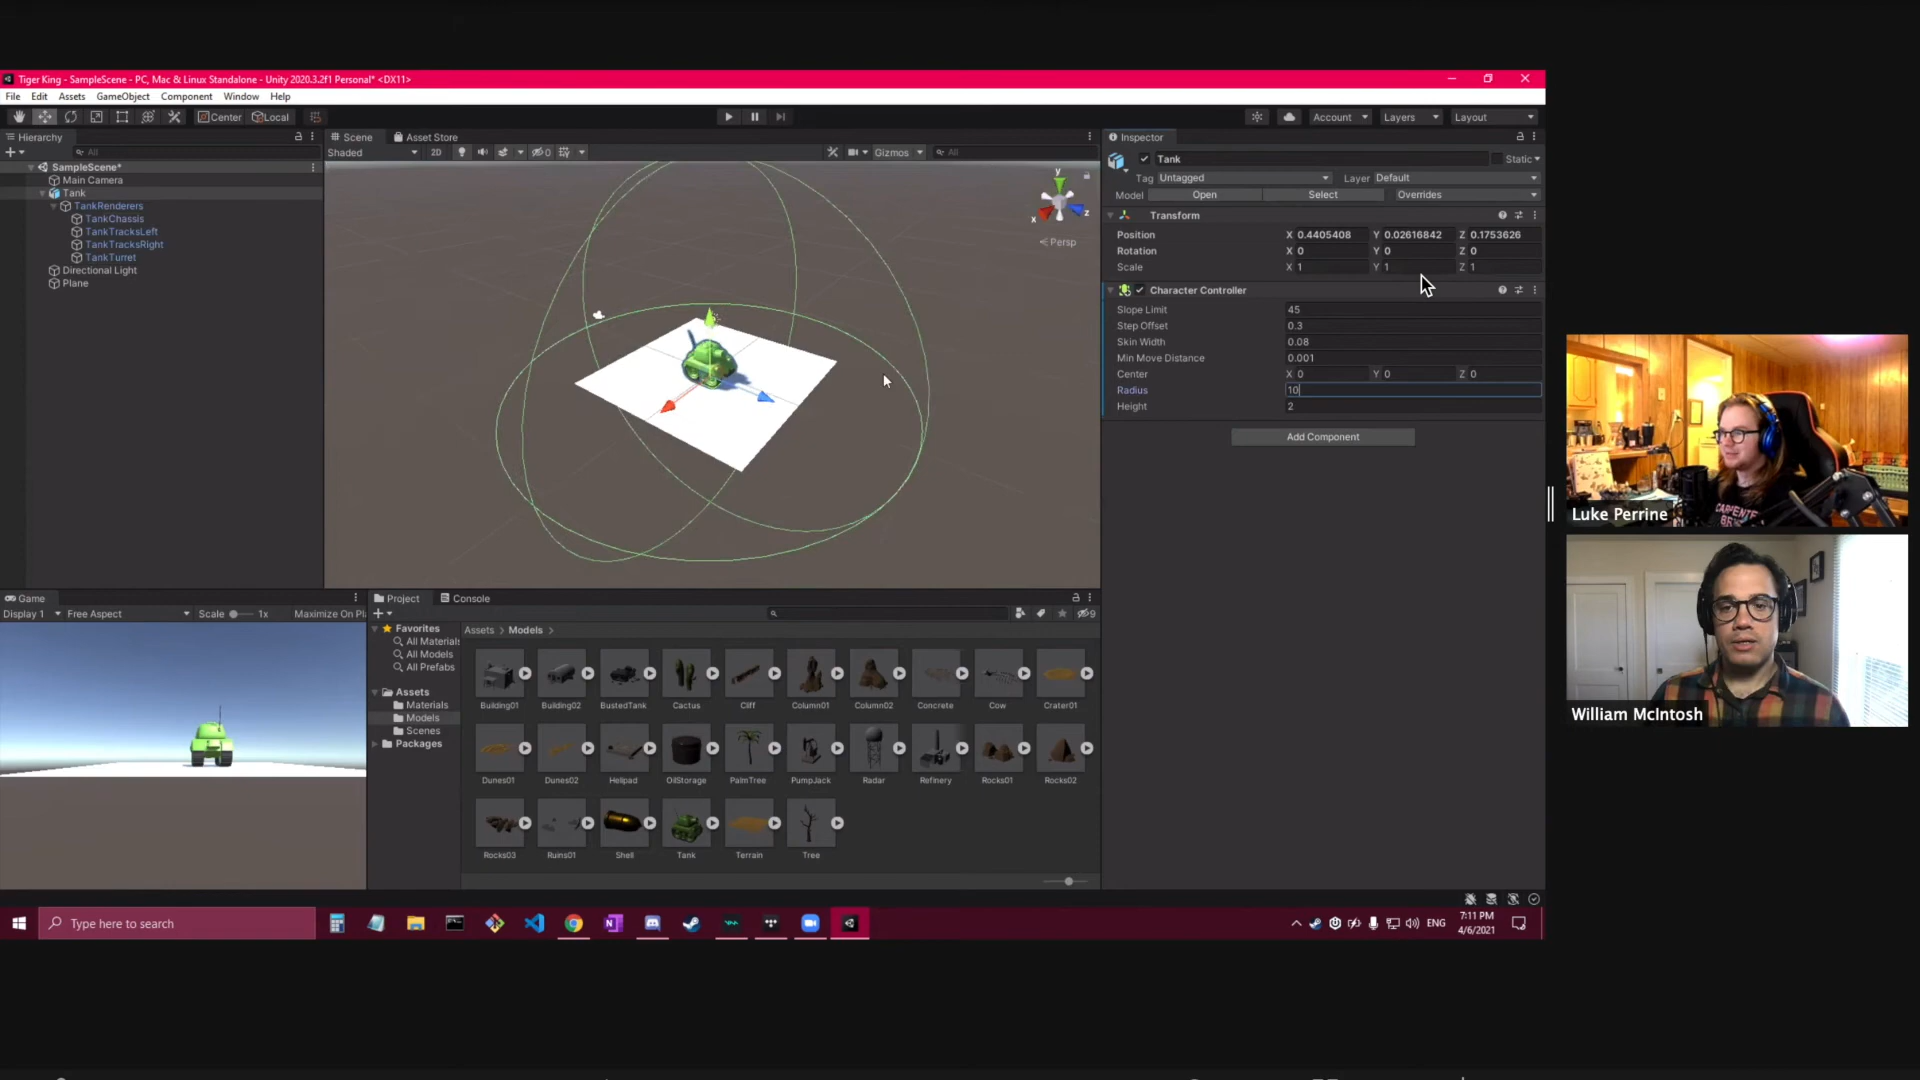 Tiger King - SampleScene - PC, Mac & Linux Standalone - Unity 2020.3.2f1 Personal* <DX11>
File Edit Assets GameObject Component Window Help
Center Local
Account Layers Layout
Hierarchy
All
SampleScene*
Main Camera
Tank
TankRenderers
TankChassis
TankTracksLeft
TankTracksRight
TankTurret
Directional Light
Plane
Scene Asset Store
Shaded 2D 0 Gizmos All
y
x z
Persp
Inspector
Tank Static
Tag Untagged Layer Default
Model Open Select Overrides
Transform
Position X 0.4405408 Y 0.02616842 Z 0.1753626
Rotation X 0 Y 0 Z 0
Scale X 1 Y 1 Z 1
Character Controller
Slope Limit 45
Step Offset 0.3
Skin Width 0.08
Min Move Distance 0.001
Center X 0 Y 0 Z 0
Radius 10
Height 2
Add Component
Game
Display 1 Free Aspect Scale 1x Maximize On Pl
Project Console
9
Favorites
All Materials
All Models
All Prefabs
Assets
Materials
Models
Scenes
Packages
Assets > Models >
Building01 Building02 BustedTank Cactus Cliff Column01 Column02 Concrete Cow Crater01
Dunes01 Dunes02 Helipad OilStorage PalmTree PumpJack Radar Refinery Rocks01 Rocks02
Rocks03 Ruins01 Shell Tank Terrain Tree
Type here to search
ENG
7:11 PM
4/6/2021
CARPENTER
BR
Luke Perrine
William McIntosh